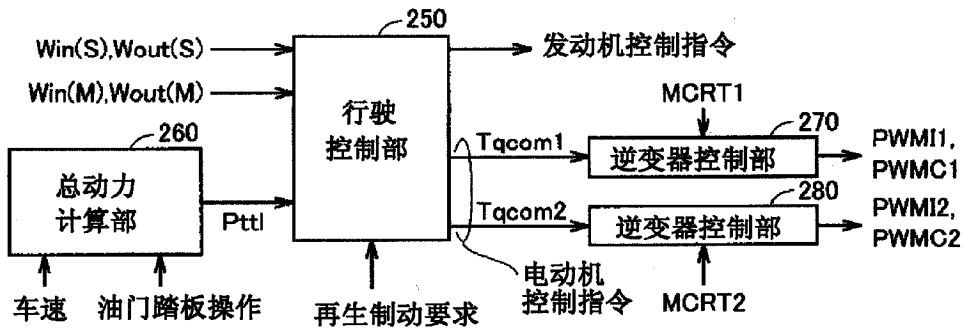 250
Win(S),Wout(S)
发动机控制指令
Win(M),Wout(M)
行驶
控制部
MCRT1
260
270
Tqcom1
逆变器控制部
PWMI1,
PWMC1
总动力
计算部
Pttl
280
Tqcom2
逆变器控制部
PWMI2,
PWMC2
车速
油门踏板操作
再生制动要求
电动机
控制指令
MCRT2